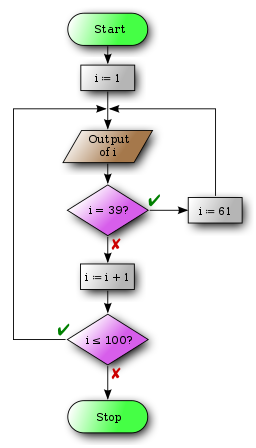 Start
i ≔ 1
Output
of i
i = 39?
i ≔ 61
i ≔ i + 1
i ≤ 100?
Stop